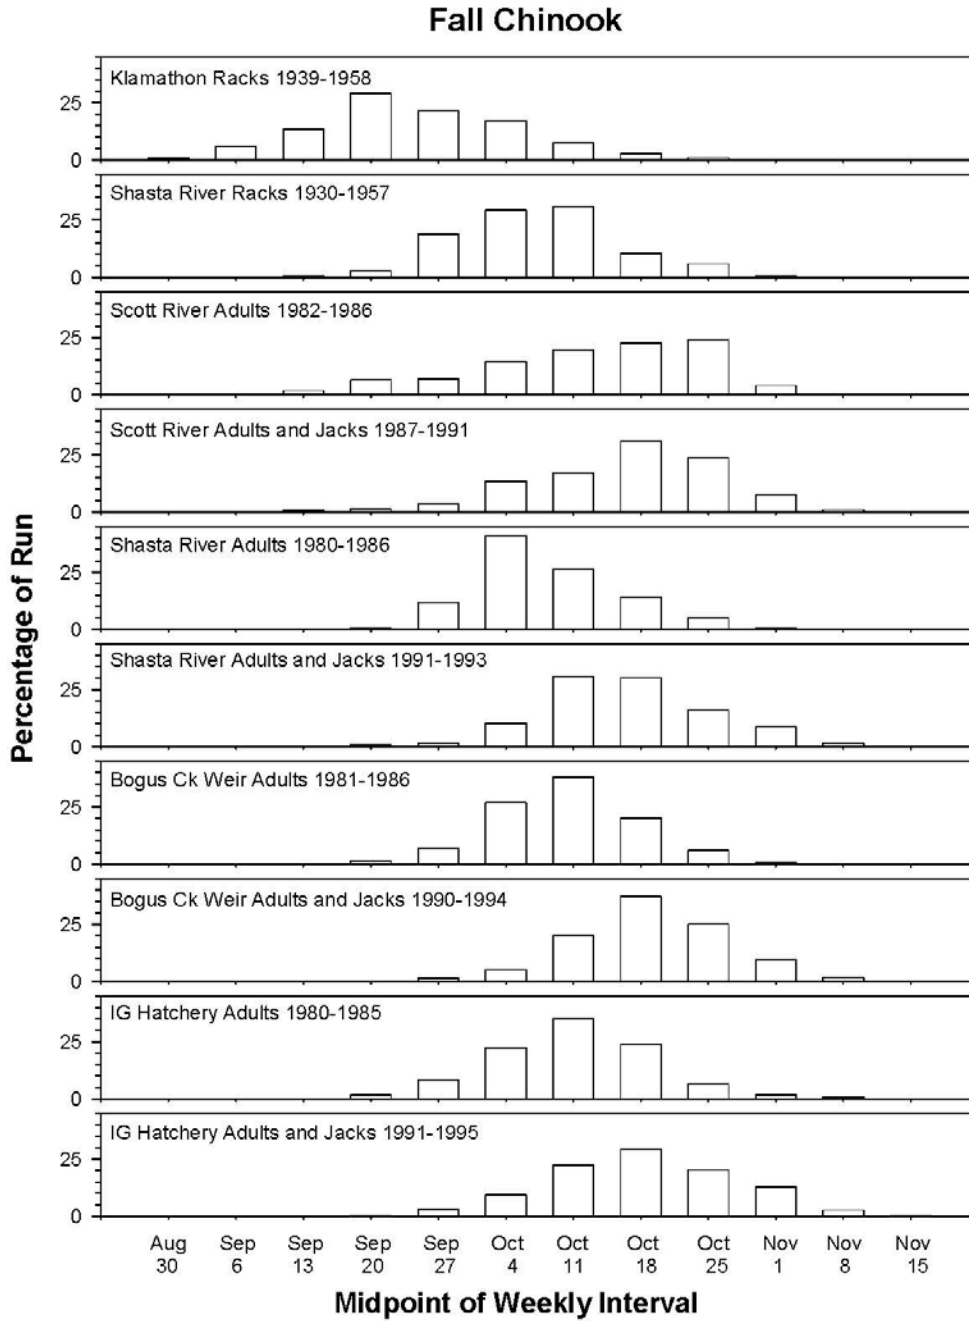 Fall Chinook
Percentage of Run
Klamathon Racks 1939-1958
25
0
Shasta River Racks 1930-1957
25
0
Scott River Adults 1982-1986
25
0
Scott River Adults and Jacks 1987-1991
25
0
Shasta River Adults 1980-1986
25
0
Shasta River Adults and Jacks 1991-1993
25
0
Bogus Ck Weir Adults 1981-1986
25
0
Bogus Ck Weir Adults and Jacks 1990-1994
25
0
IG Hatchery Adults 1980-1985
25
0
IG Hatchery Adults and Jacks 1991-1995
25
0
Aug Sep Sep Sep Sep Oct Oct Oct Oct Nov Nov Nov
30 6 13 20 27 4 11 18 25 1 8 15
Midpoint of Weekly Interval